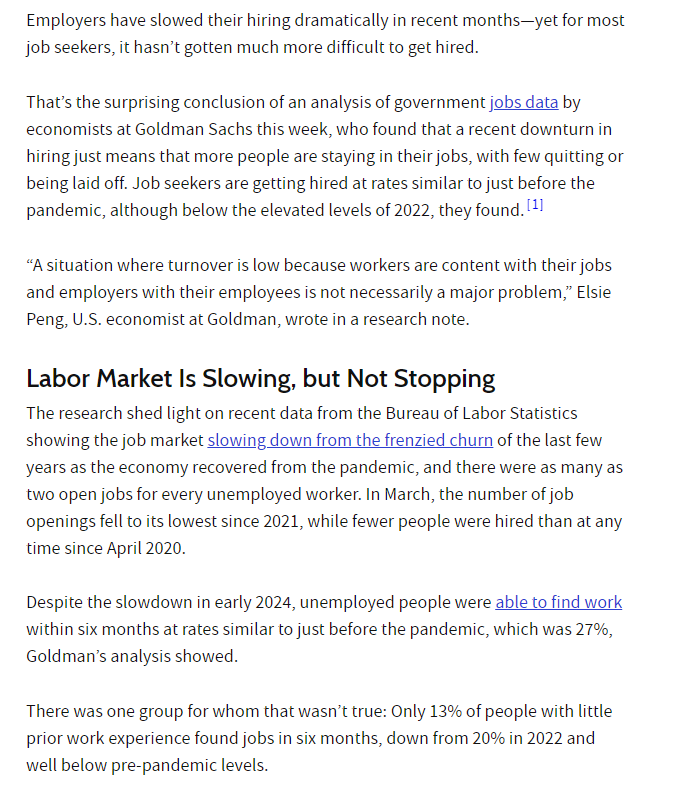 Employers have slowed their hiring dramatically in recent months—yet for most
job seekers, it hasn’t gotten much more difficult to get hired.
That’s the surprising conclusion of an analysis of government jobs data by
economists at Goldman Sachs this week, who found that a recent downturn in
hiring just means that more people are staying in their jobs, with few quitting or
being laid off. Job seekers are getting hired at rates similar to just before the
pandemic, although below the elevated levels of 2022, they found. [1]
“A situation where turnover is low because workers are content with their jobs
and employers with their employees is not necessarily a major problem,” Elsie
Peng, U.S. economist at Goldman, wrote in a research note.
Labor Market Is Slowing, but Not Stopping
The research shed light on recent data from the Bureau of Labor Statistics
showing the job market slowing down from the frenzied churn of the last few
years as the economy recovered from the pandemic, and there were as many as
two open jobs for every unemployed worker. In March, the number of job
openings fell to its lowest since 2021, while fewer people were hired than at any
time since April 2020.
Despite the slowdown in early 2024, unemployed people were able to find work
within six months at rates similar to just before the pandemic, which was 27%,
Goldman’s analysis showed.
There was one group for whom that wasn’t true: Only 13% of people with little
prior work experience found jobs in six months, down from 20% in 2022 and
well below pre-pandemic levels.